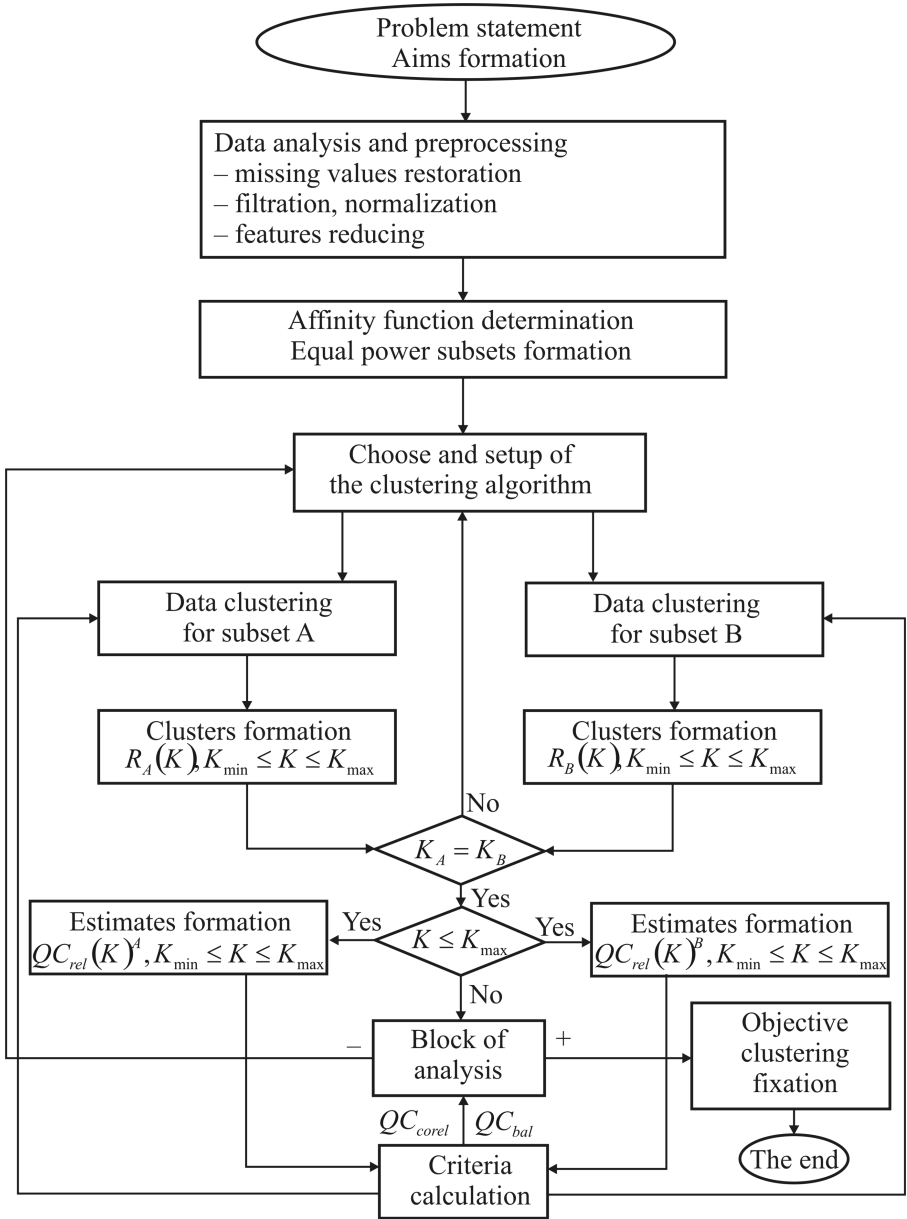 Problem statement
Aims formation
Data analysis and preprocessing
– missing values restoration
– filtration, normalization
– features reducing
Affinity function determination
Equal power subsets formation
Choose and setup of
the clustering algorithm
Data clustering
for subset A
Data clustering
for subset B
Clusters formation
R_A(K), K_min ≤ K ≤ K_max
Clusters formation
R_B(K), K_min ≤ K ≤ K_max
No
K_A = K_B
Yes
Estimates formation
QC_rel(K)^A, K_min ≤ K ≤ K_max
Yes
K ≤ K_max
Yes
Estimates formation
QC_rel(K)^B, K_min ≤ K ≤ K_max
No
–
Block of
analysis
+
Objective
clustering
fixation
QC_corel
QC_bal
Criteria
calculation
The end